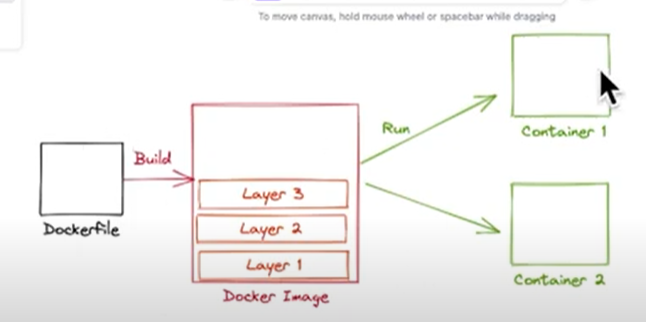 To move canvas, hold mouse wheel or spacebar while dragging
Dockerfile
Build
Layer 3
Layer 2
Layer 1
Docker Image
Run
Container 1
Container 2